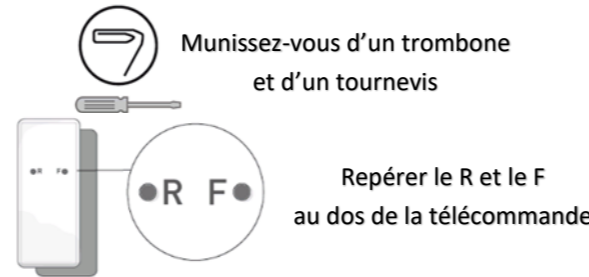 Munissez-vous d'un trombone
et d'un tournevis
R F
R F
Repérer le R et le F
au dos de la télécommande